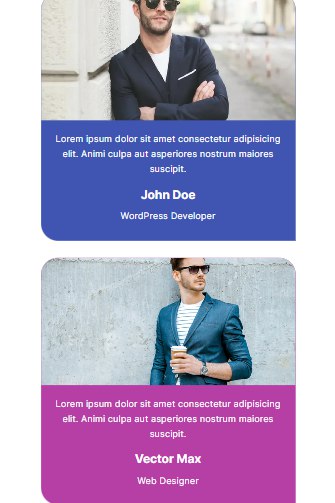 Lorem ipsum dolor sit amet consectetur adipisicing
elit. Animi culpa aut asperiores nostrum maiores
suscipit.
John Doe
WordPress Developer
Lorem ipsum dolor sit amet consectetur adipisicing
elit. Animi culpa aut asperiores nostrum maiores
suscipit.
Vector Max
Web Designer